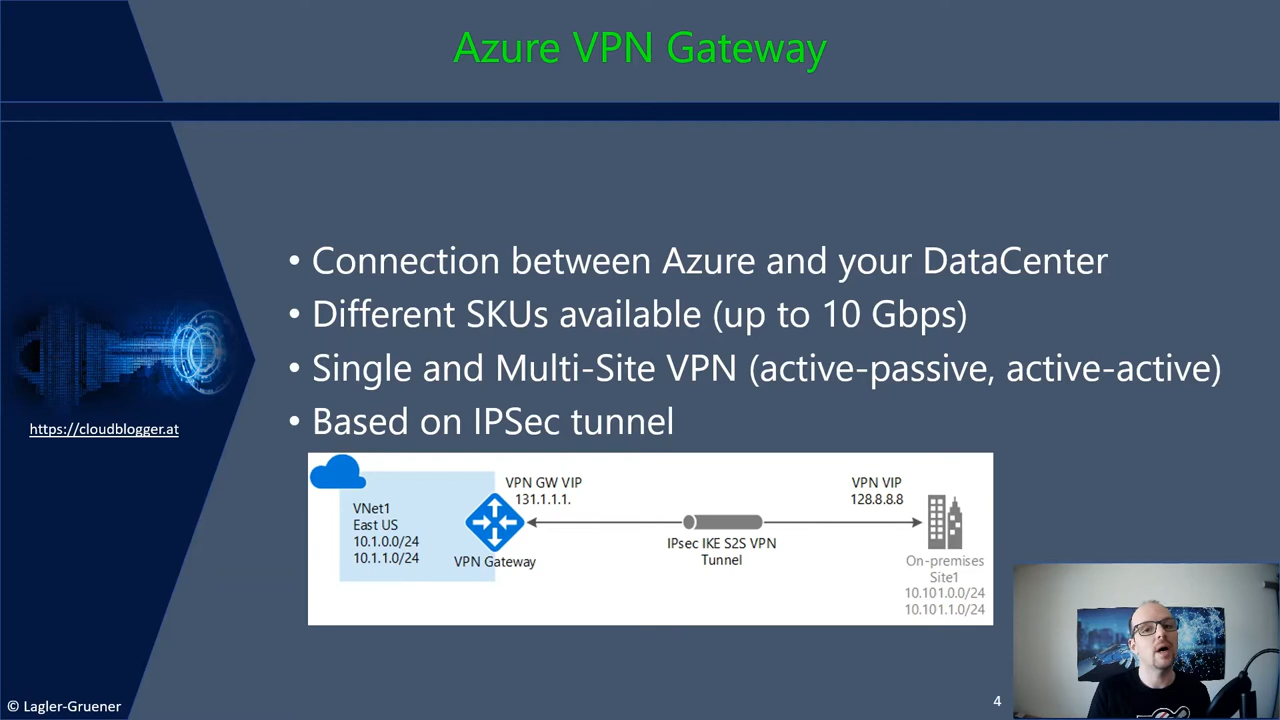 Azure VPN Gateway
• Connection between Azure and your DataCenter
• Different SKUs available (up to 10 Gbps)
• Single and Multi-Site VPN (active-passive, active-active)
• Based on IPSec tunnel
https://cloudblogger.at
VPN GW VIP
131.1.1.1.
VPN VIP
128.8.8.8
VNet1
East US
10.1.0.0/24
10.1.1.0/24
VPN Gateway
IPsec IKE S2S VPN
Tunnel
On-premises
Site1
10.101.0.0/24
10.101.1.0/24
© Lagler-Gruener
4